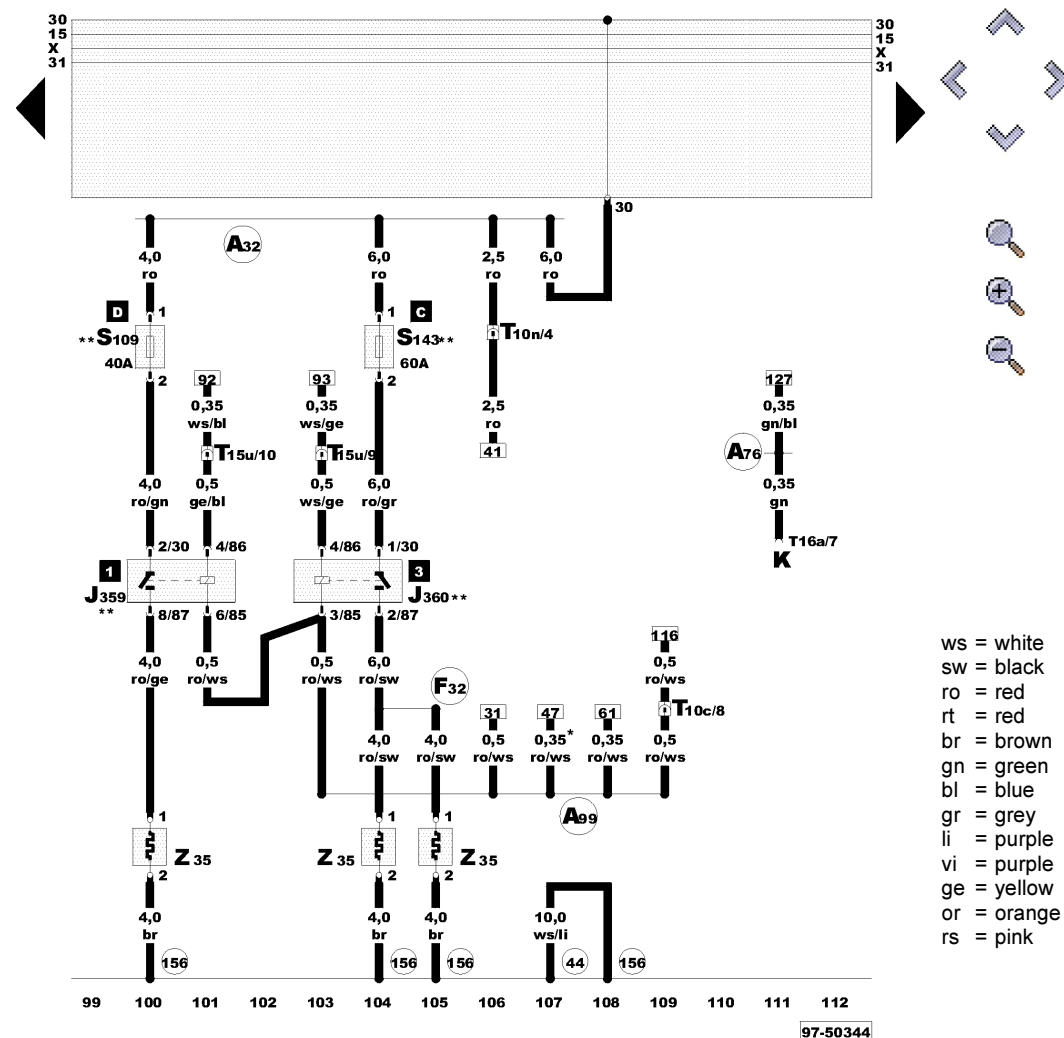 30 30
15 15
X X
31 31
30
A32
4,0 6,0 2,5 6,0
ro ro ro ro
D 1 C 1
**S109 S143** T10n/4
40A 60A
2 92 93 2 127
0,35 0,35 2,5 0,35
ws/bl ws/ge ro gn/bl
T15u/10 T15u/9 41 A76
4,0 0,5 0,5 6,0 0,35
ro/gn ge/bl ws/ge ro/gr gn
2/30 4/86 4/86 1/30 T16a/7
K
1 3
J359 J360**
**
8/87 6/85 3/85 2/87
116
4,0 0,5 0,5 6,0 0,5
ro/ge ro/ws ro/ws ro/sw ro/ws
F32
31 47 61 T10c/8
4,0 4,0 0,5 0,35* 0,35 0,5
ro/sw ro/sw ro/ws ro/ws ro/ws ro/ws
A99
1 1 1
Z 35 Z 35 Z 35
2 2 2
4,0 4,0 4,0 10,0
br br br ws/li
156 156 156 44 156
99 100 101 102 103 104 105 106 107 108 109 110 111 112
97-50344
ws = white
sw = black
ro = red
rt = red
br = brown
gn = green
bl = blue
gr = grey
li = purple
vi = purple
ge = yellow
or = orange
rs = pink